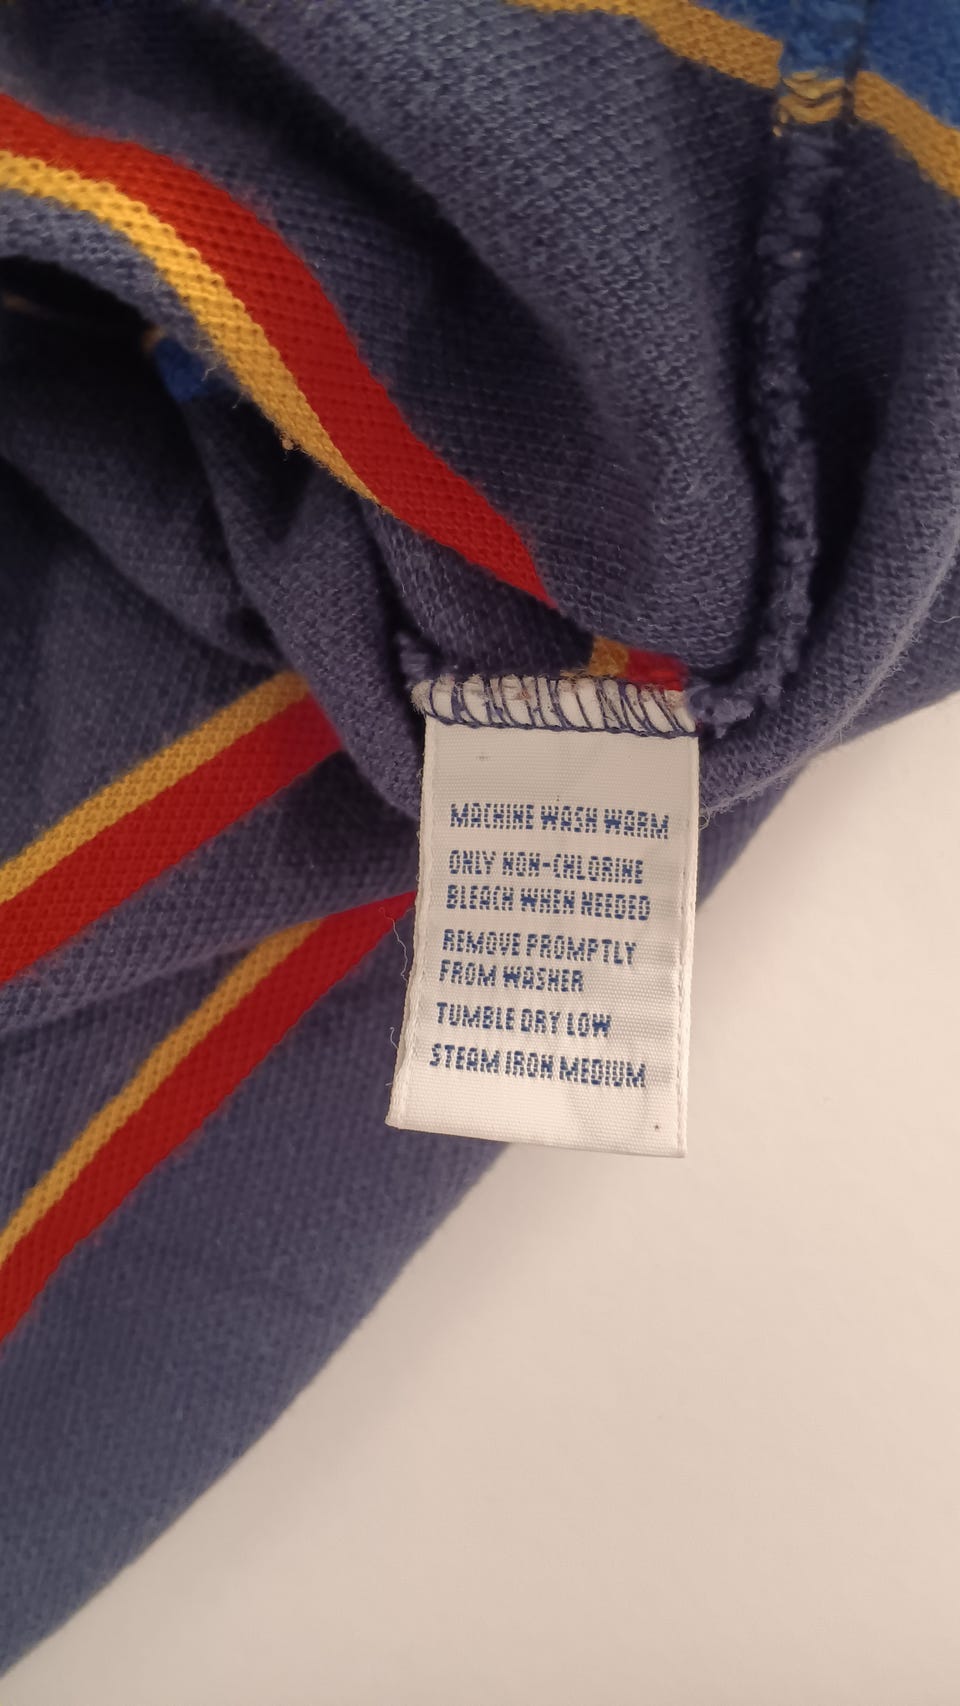 MACHINE WASH WARM
ONLY NON-CHLORINE
BLEACH WHEN NEEDED
REMOVE PROMPTLY
FROM WASHER
TUMBLE DRY LOW
STEAM IRON MEDIUM